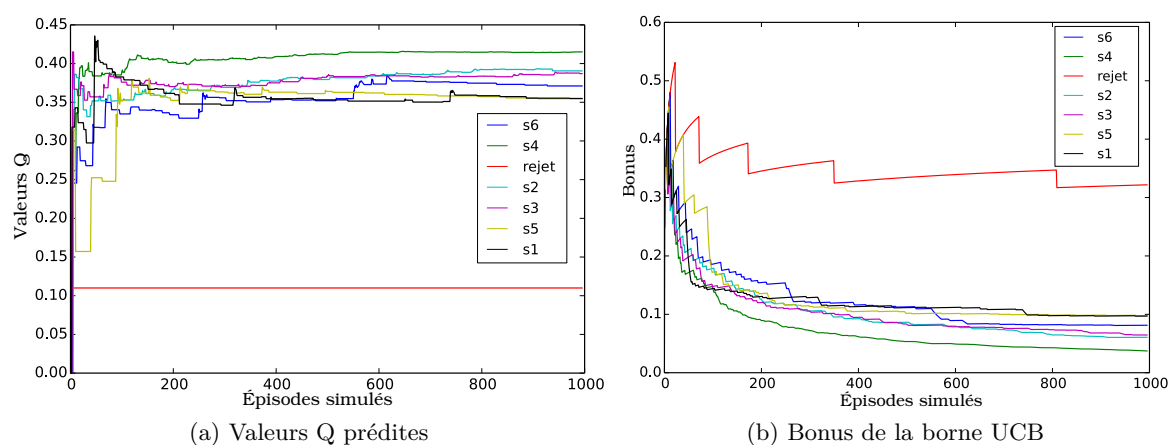 0.45
0.40
0.35
0.30
0.25
0.20
0.15
0.10
0.05
0.00
Valeurs Q
s6
s4
rejet
s2
s3
s5
s1
0 200 400 600 800 1000
Épisodes simulés
(a) Valeurs Q prédites
0.6
0.5
0.4
0.3
0.2
0.1
0.0
Bonus
s6
s4
rejet
s2
s3
s5
s1
0 200 400 600 800 1000
Épisodes simulés
(b) Bonus de la borne UCB